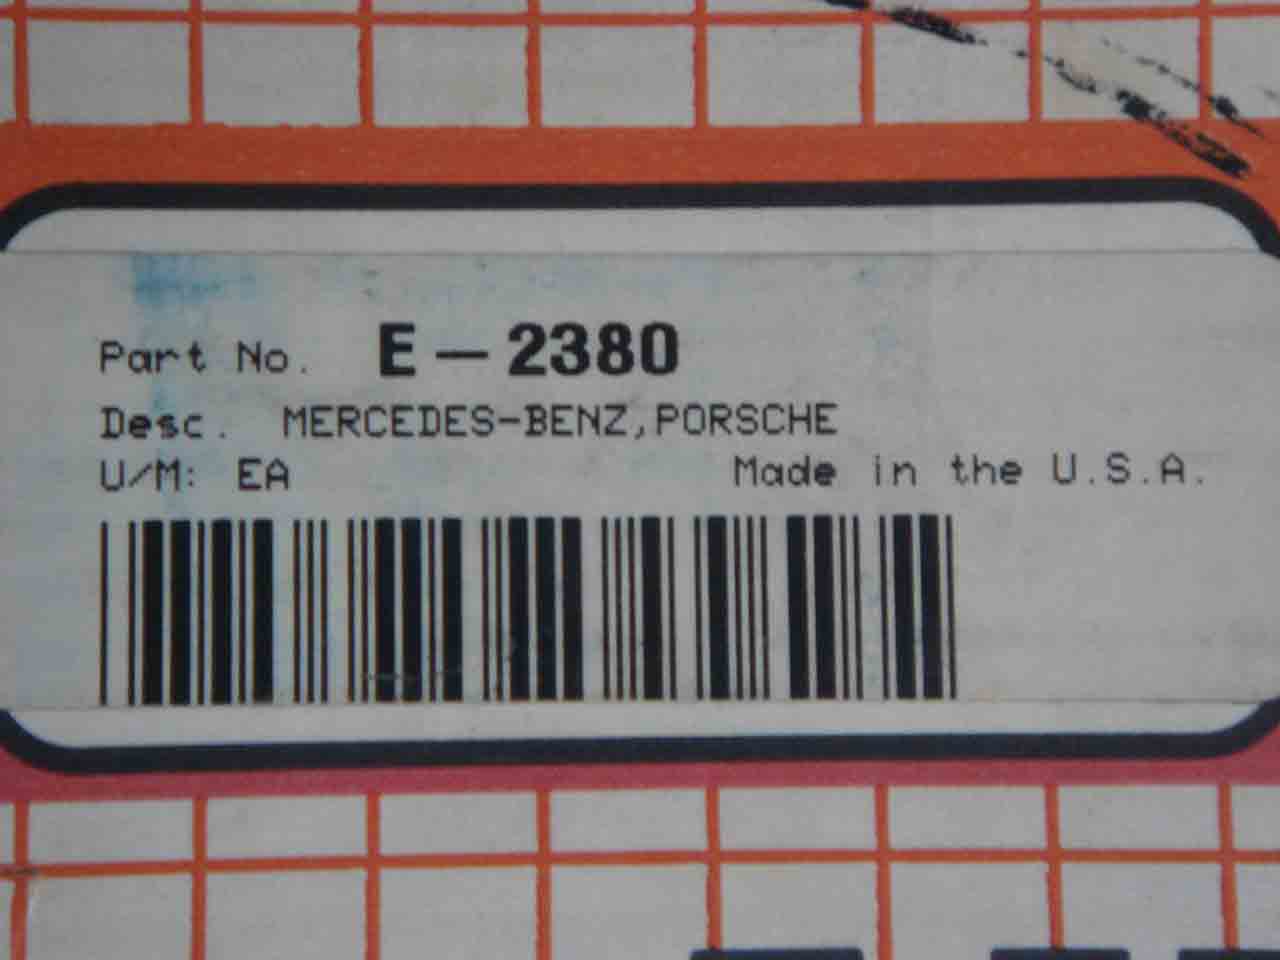 Part No. E-2380
Desc. MERCEDES-BENZ,PORSCHE
U/M: EA Made in the U.S.A.